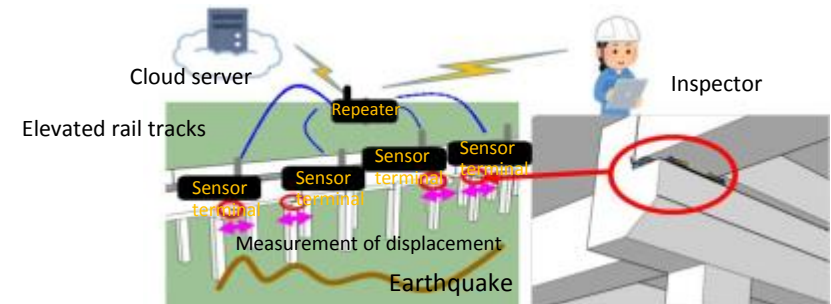 Cloud server
Inspector
Repeater
Elevated rail tracks
Sensor
terminal
Sensor
terminal
Sensor
terminal
Sensor
terminal
Measurement of displacement
Earthquake